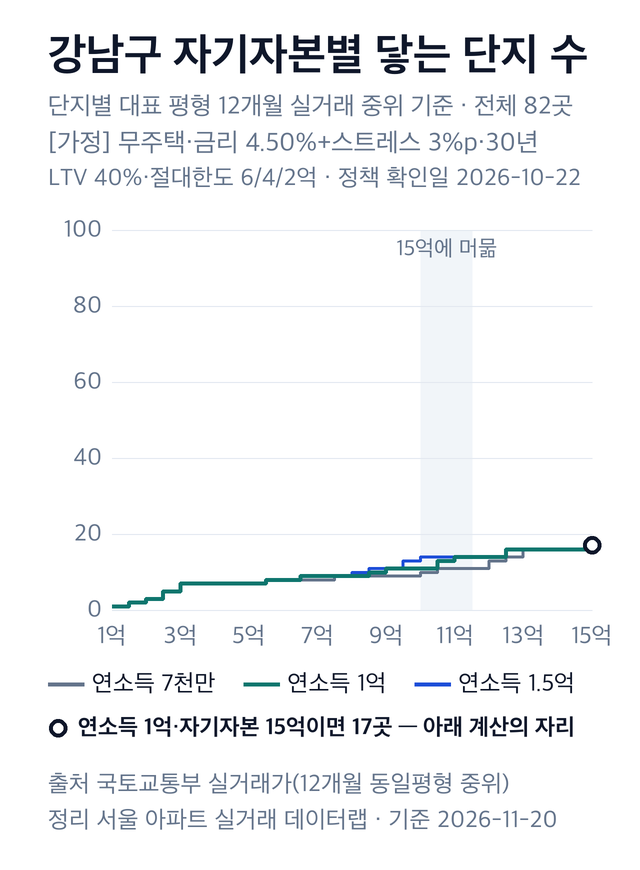 강남구 자기자본별 닿는 단지 수
단지별 대표 평형 12개월 실거래 중위 기준 · 전체 82곳
[가정] 무주택·금리 4.50%+스트레스 3%p·30년
LTV 40%·절대한도 6/4/2억 · 정책 확인일 2026-10-22
100
15억에 머묾
80
60
40
20
0
1억 3억 5억 7억 9억 11억 13억 15억
연소득 7천만 연소득 1억 연소득 1.5억
연소득 1억·자기자본 15억이면 17곳 — 아래 계산의 자리
출처 국토교통부 실거래가(12개월 동일평형 중위)
정리 서울 아파트 실거래 데이터랩 · 기준 2026-11-20